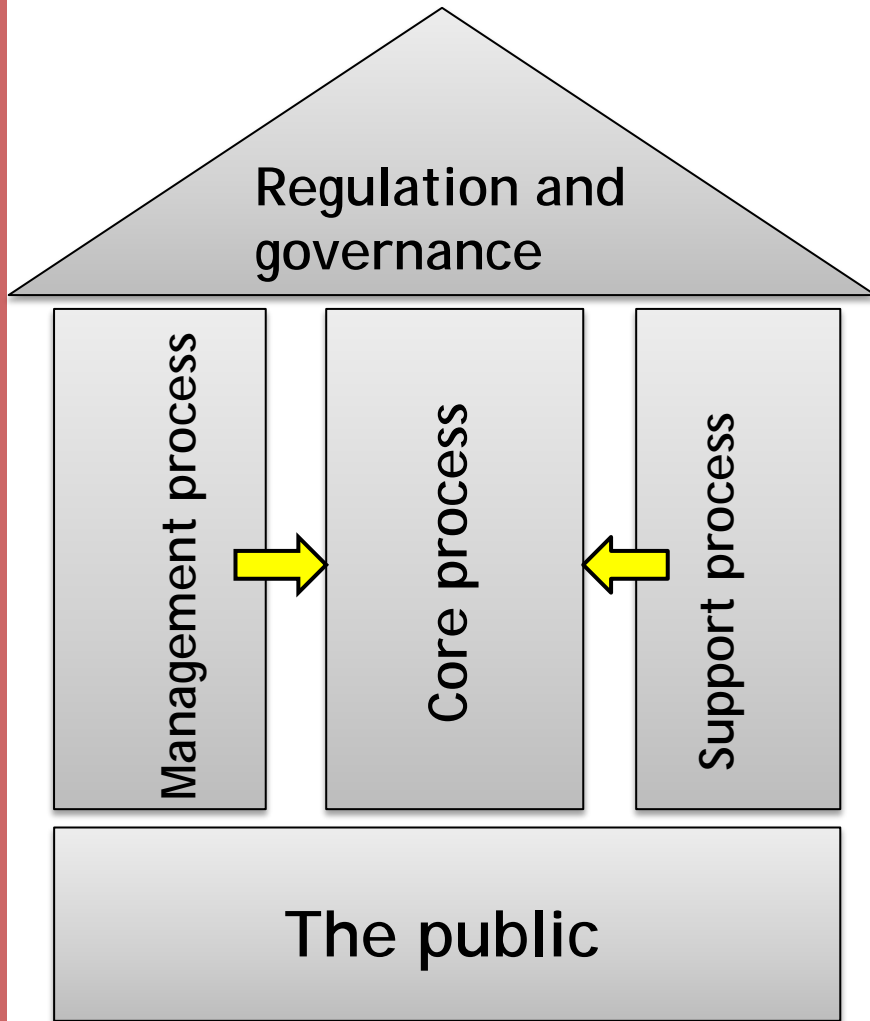 Regulation and
governance
Management process
Core process
Support process
The public